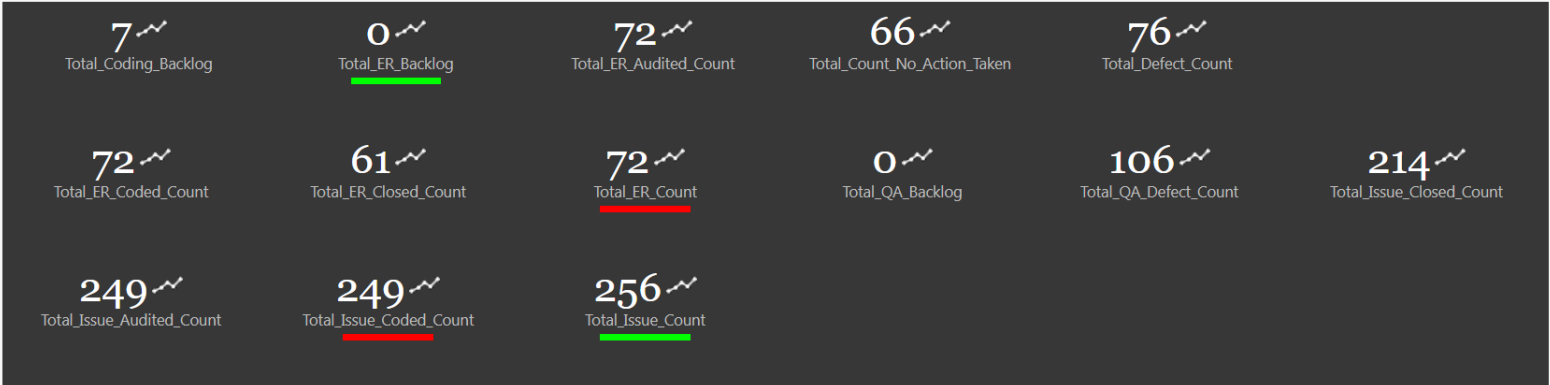 7 0 72 66 76
Total_Coding_Backlog Total_ER_Backlog Total_ER_Audited_Count Total_Count_No_Action_Taken Total_Defect_Count
72 61 72 0 106 214
Total_ER_Coded_Count Total_ER_Closed_Count Total_ER_Count Total_QA_Backlog Total_QA_Defect_Count Total_Issue_Closed_Count
249 249 256
Total_Issue_Audited_Count Total_Issue_Coded_Count Total_Issue_Count